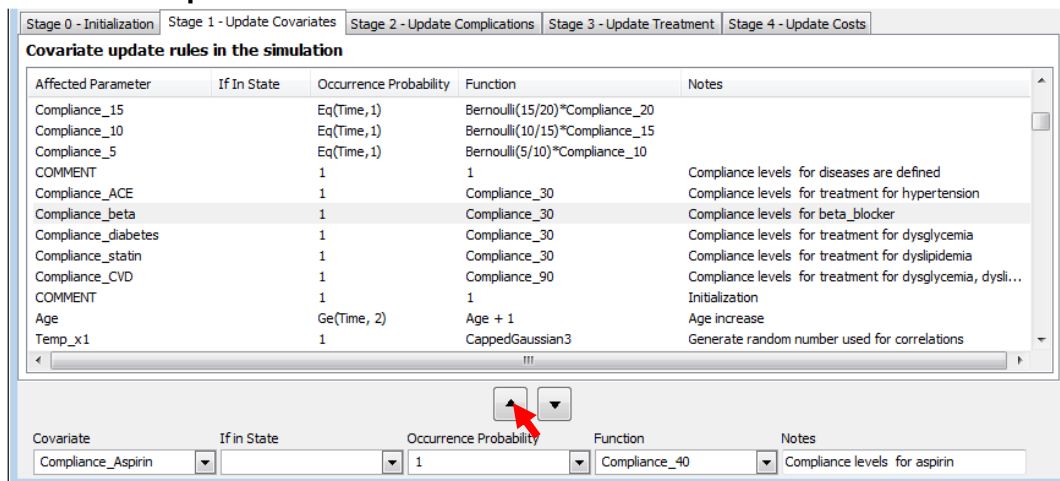 Stage 0 - Initialization Stage 1 - Update Covariates Stage 2 - Update Complications Stage 3 - Update Treatment Stage 4 - Update Costs
Covariate update rules in the simulation
Affected Parameter If In State Occurrence Probability Function Notes
Compliance_15 Eq(Time,1) Bernoulli(15/20)*Compliance_20
Compliance_10 Eq(Time,1) Bernoulli(10/15)*Compliance_15
Compliance_5 Eq(Time,1) Bernoulli(5/10)*Compliance_10
COMMENT 1 1 Compliance levels for diseases are defined
Compliance_ACE 1 Compliance_30 Compliance levels for treatment for hypertension
Compliance_beta 1 Compliance_30 Compliance levels for beta_blocker
Compliance_diabetes 1 Compliance_30 Compliance levels for treatment for dysglycemia
Compliance_statin 1 Compliance_30 Compliance levels for treatment for dyslipidemia
Compliance_CVD 1 Compliance_90 Compliance levels for treatment for dysglycemia, dysli...
COMMENT 1 1 Initialization
Age Ge(Time, 2) Age + 1 Age increase
Temp_x1 1 CappedGaussian3 Generate random number used for correlations
Covariate If in State Occurrence Probability Function Notes
Compliance_Aspirin 1 Compliance_40 Compliance levels for aspirin